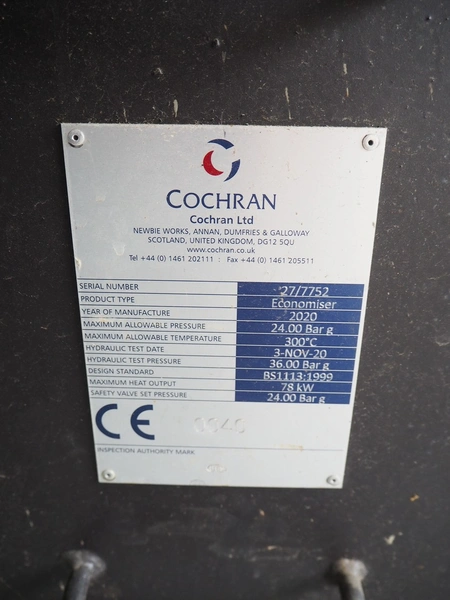 COCHRAN
Cochran Ltd
NEWBIE WORKS, ANNAN, DUMFRIES & GALLOWAY
SCOTLAND, UNITED KINGDOM, DG12 5QU
www.cochran.co.uk
Tel +44 (0) 1461 202111 : Fax +44 (0) 1461 205511
SERIAL NUMBER 27/7752
PRODUCT TYPE Economiser
YEAR OF MANUFACTURE 2020
MAXIMUM ALLOWABLE PRESSURE 24.00 Bar g
MAXIMUM ALLOWABLE TEMPERATURE 300°C
HYDRAULIC TEST DATE 3-NOV-20
HYDRAULIC TEST PRESSURE 36.00 Bar g
DESIGN STANDARD BS1113:1999
MAXIMUM HEAT OUTPUT 78 kW
SAFETY VALVE SET PRESSURE 24.00 Bar g
CE
INSPECTION AUTHORITY MARK